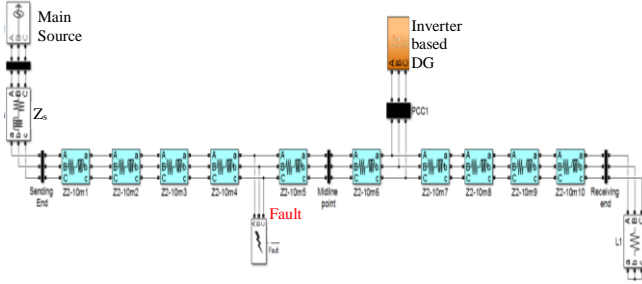 Main
Source
Inverter
based
DG
A B C
A B C
PCC1
Zs
A B C
a b c
A a
B b
C c
A a
B b
C c
A a
B b
C c
A a
B b
C c
A a
B b
C c
A a
B b
C c
A a
B b
C c
A a
B b
C c
A a
B b
C c
A a
B b
C c
Sending
End
Z2-10m1
Z2-10m2
Z2-10m3
Z2-10m4
Z2-10m5
Midline
point
Z2-10m6
Z2-10m7
Z2-10m8
Z2-10m9
Z2-10m10
Receiving
end
Fault
A B C
Fault
L1
A B C